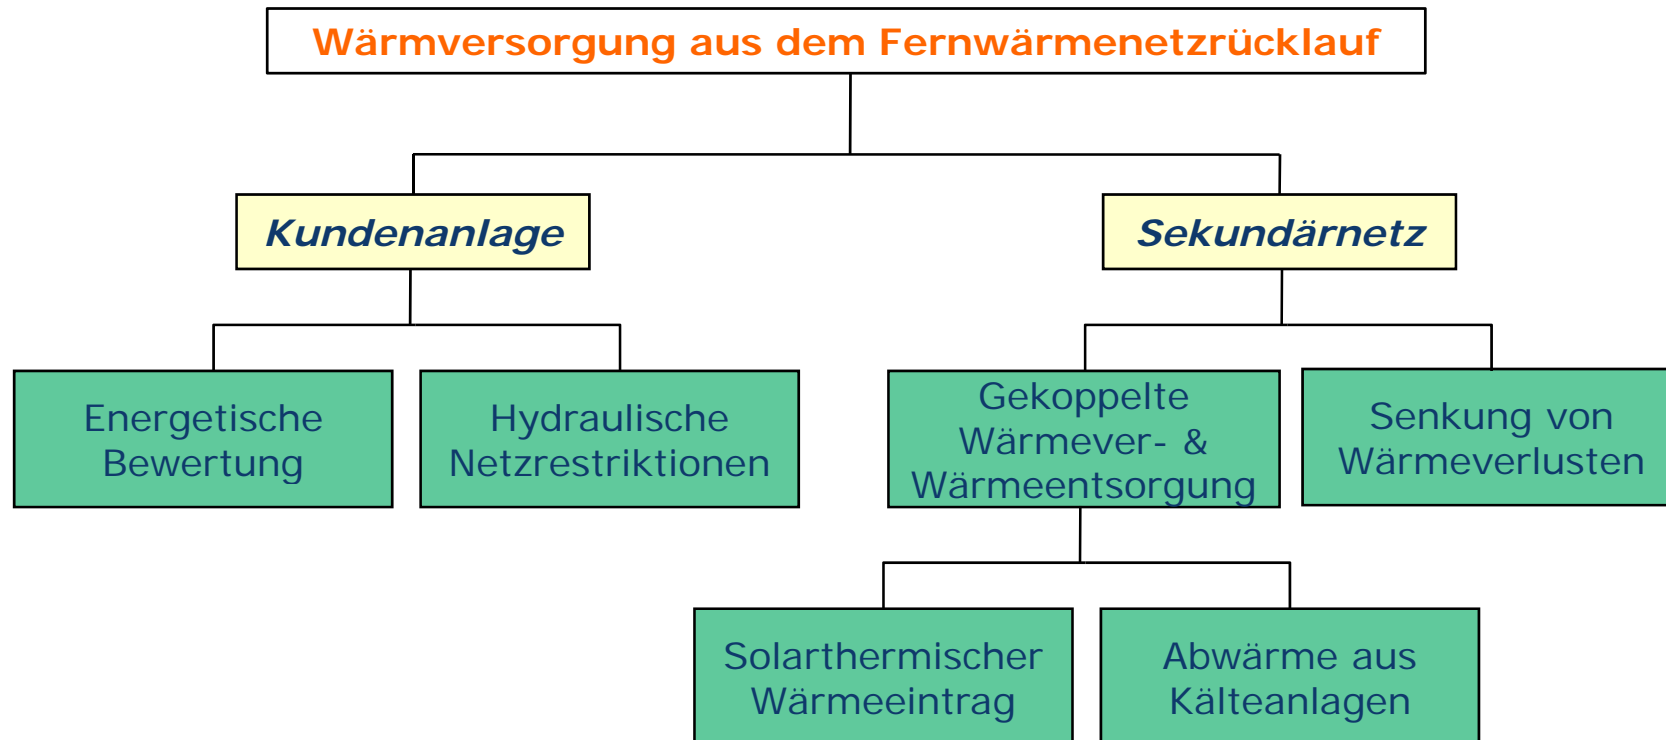 Wärmversorgung aus dem Fernwärmenetzrücklauf
Kundenanlage
Sekundärnetz
Energetische
Bewertung
Hydraulische
Netzrestriktionen
Gekoppelte
Wärmever- &
Wärmeentsorgung
Senkung von
Wärmeverlusten
Solarthermischer
Wärmeeintrag
Abwärme aus
Kälteanlagen